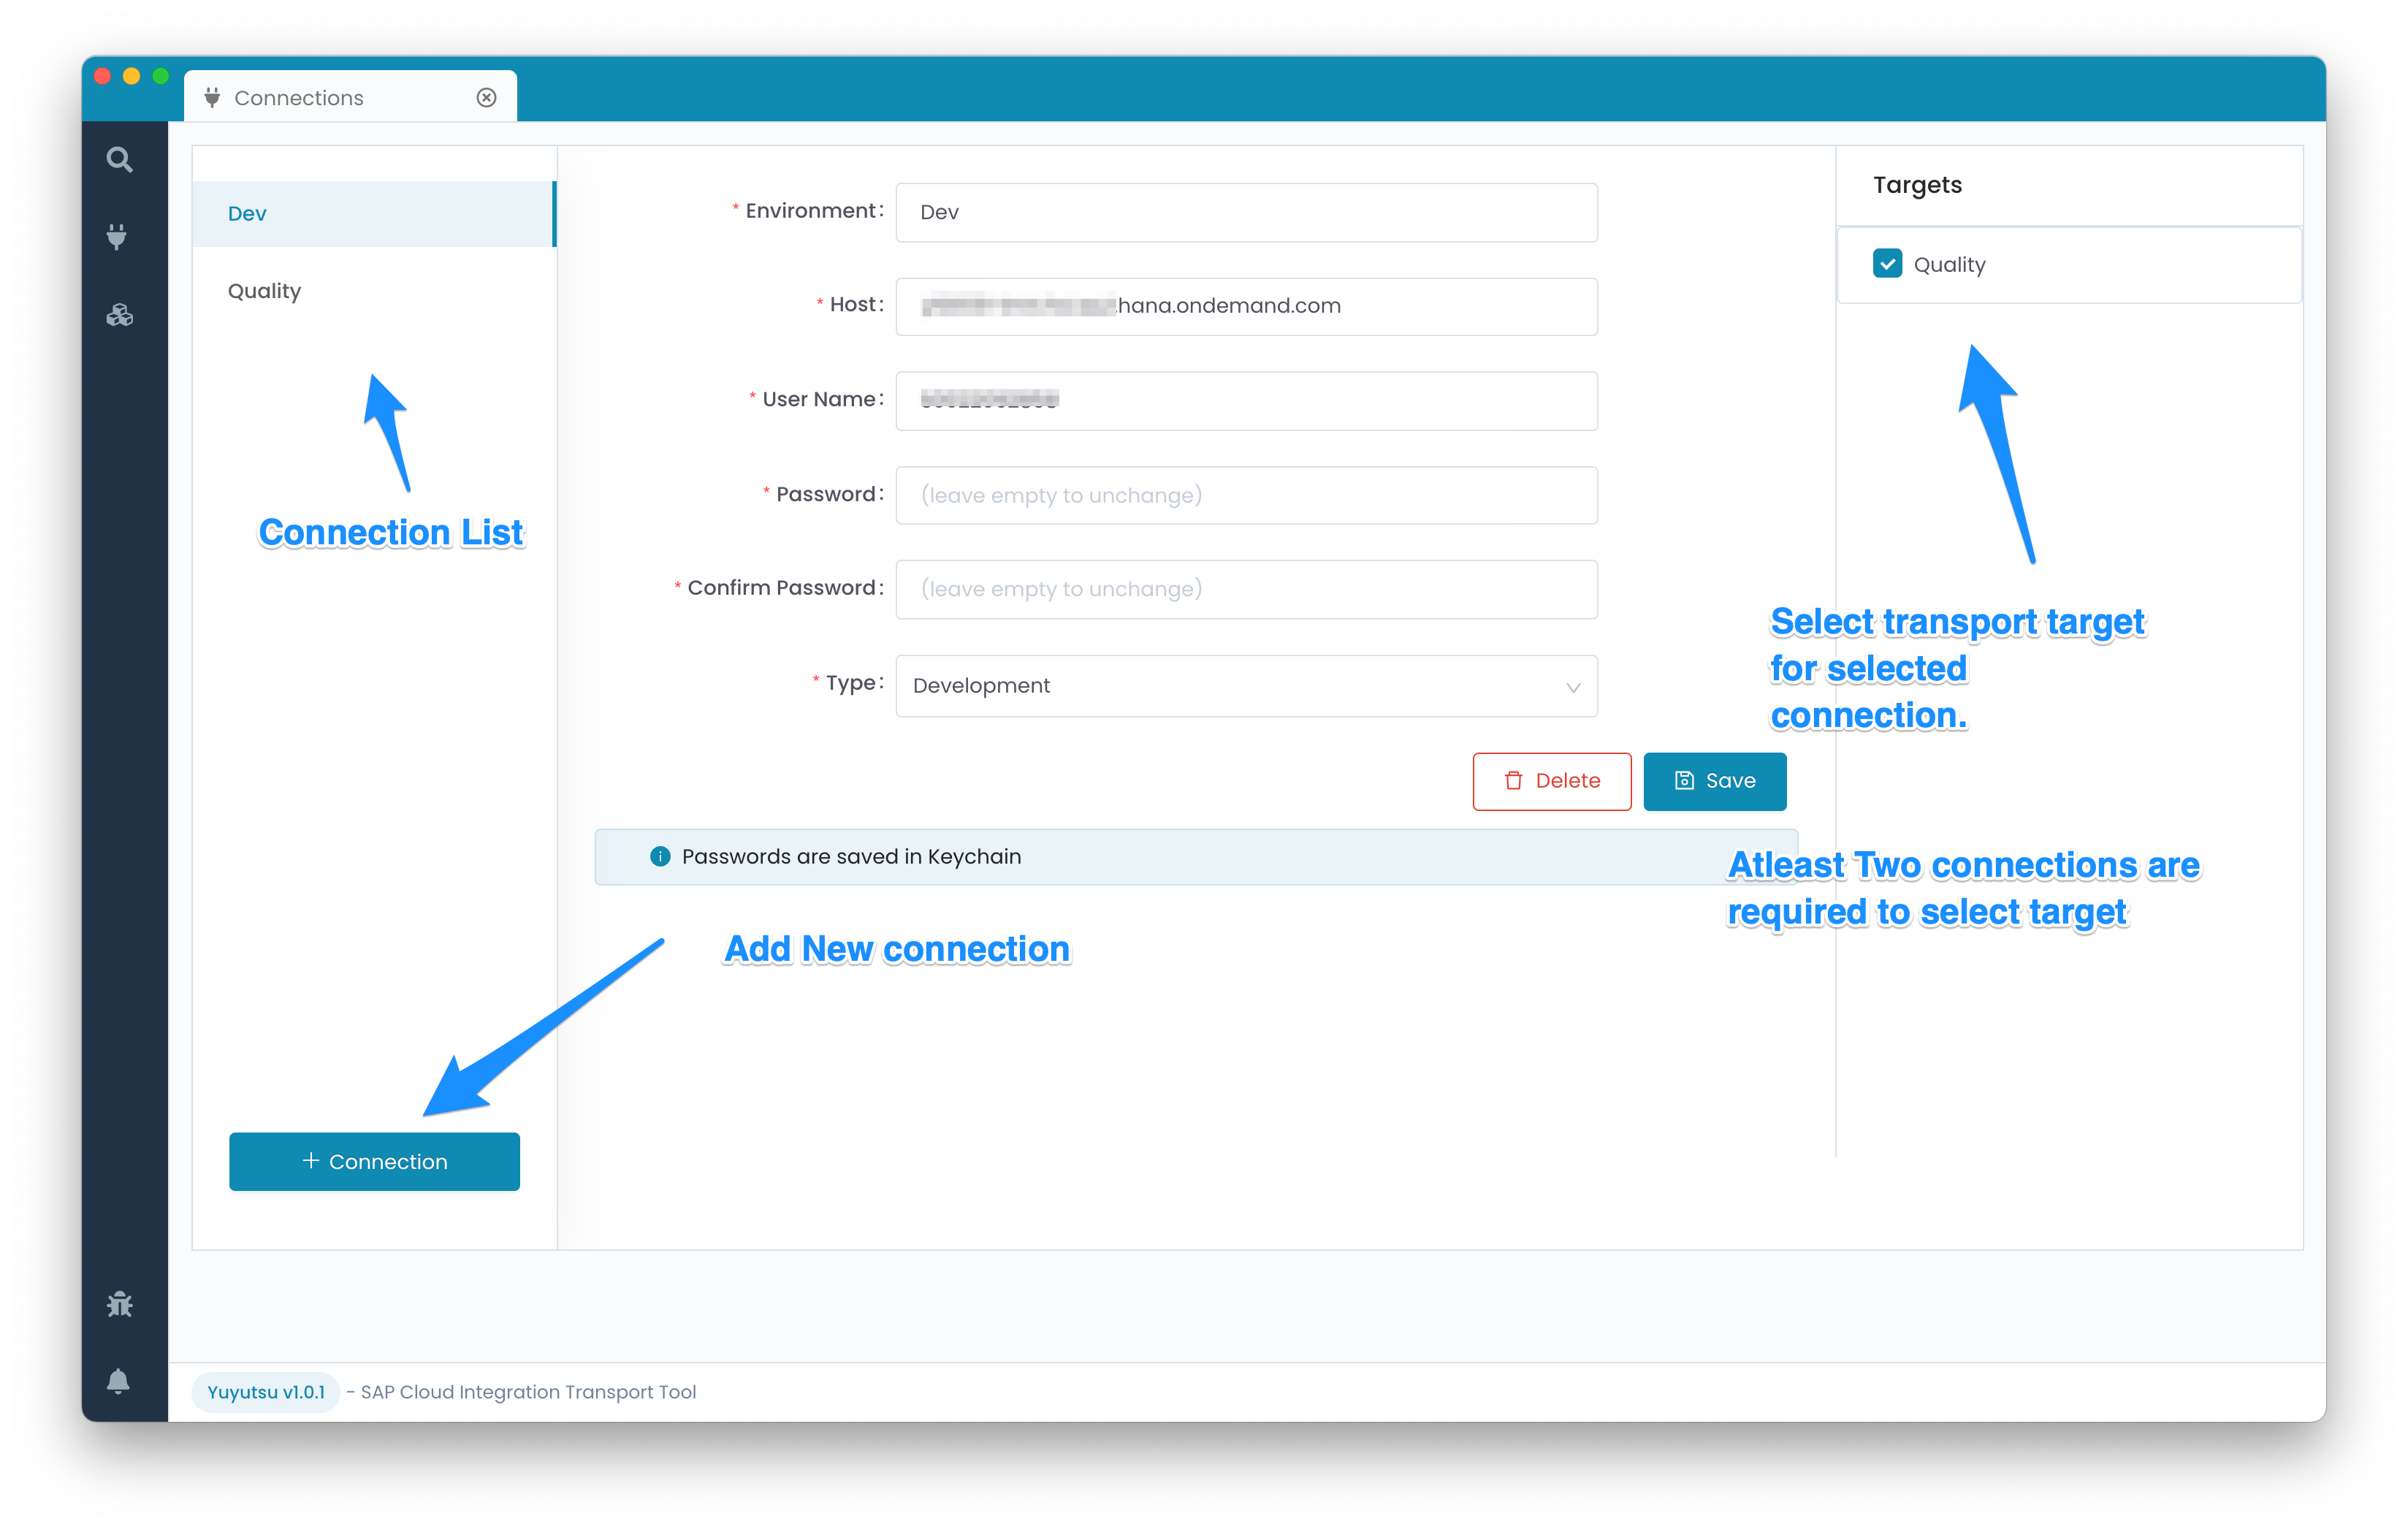 Connections
Dev
Quality
Connection List
+ Connection
* Environment:
Dev
* Host:
.hana.ondemand.com
* User Name:
* Password:
(leave empty to unchange)
* Confirm Password:
(leave empty to unchange)
* Type:
Development
Delete
Save
Passwords are saved in Keychain
Add New connection
Targets
Quality
Select transport target
for selected
connection.
Atleast Two connections are
required to select target
Yuyutsu v1.0.1 - SAP Cloud Integration Transport Tool